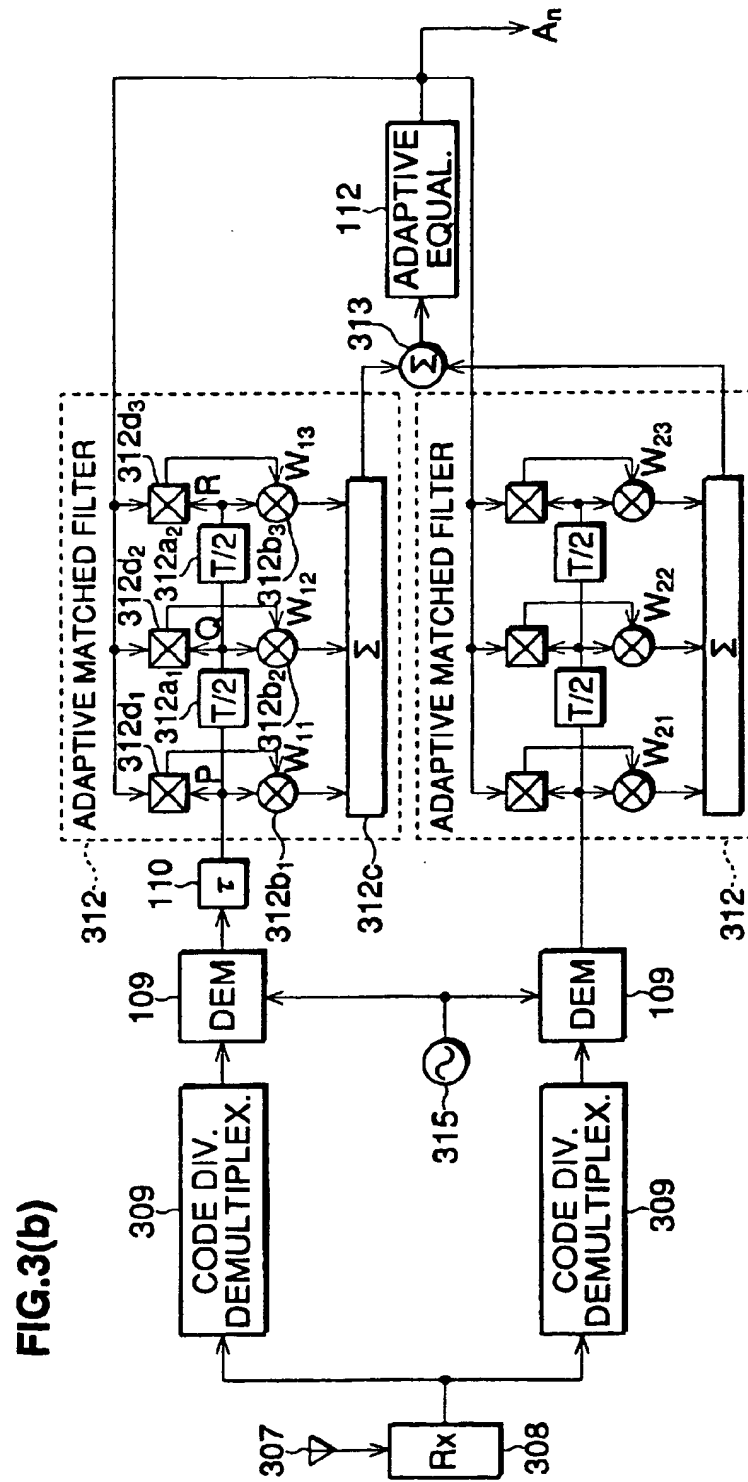 FIG.3(b)
307
Rx
308
309
CODE DIV.
DEMULTIPLEX.
CODE DIV.
DEMULTIPLEX.
309
109
DEM
DEM
109
315
110
τ
312
ADAPTIVE MATCHED FILTER
312d1
312d2
312d3
P
Q
R
312a1
312a2
T/2
T/2
W11
W12
W13
312b1
312b2
312b3
Σ
312c
ADAPTIVE MATCHED FILTER
T/2
T/2
W21
W22
W23
Σ
312
313
Σ
112
ADAPTIVE
EQUAL.
An